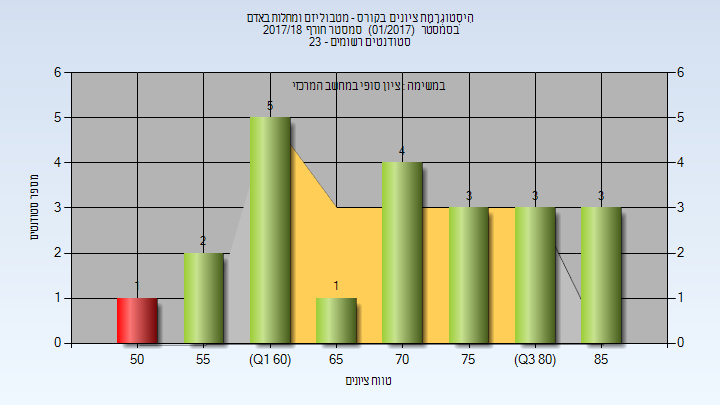 היסטוגרמת ציונים בקורס - מטבוליזם ומחלות באדם
בסמסטר (01/2017) סמסטר חורף 2017/18
סטודנטים רשומים - 23
במשימה : ציון סופי במחשב המרכזי
6 6
5 5
4 4
3 3
2 2
1 1
0 0
1 2 5 1 4 3 3 3
מספר סטודנטים
50 55 (Q1 60) 65 70 75 (Q3 80) 85
טווח ציונים